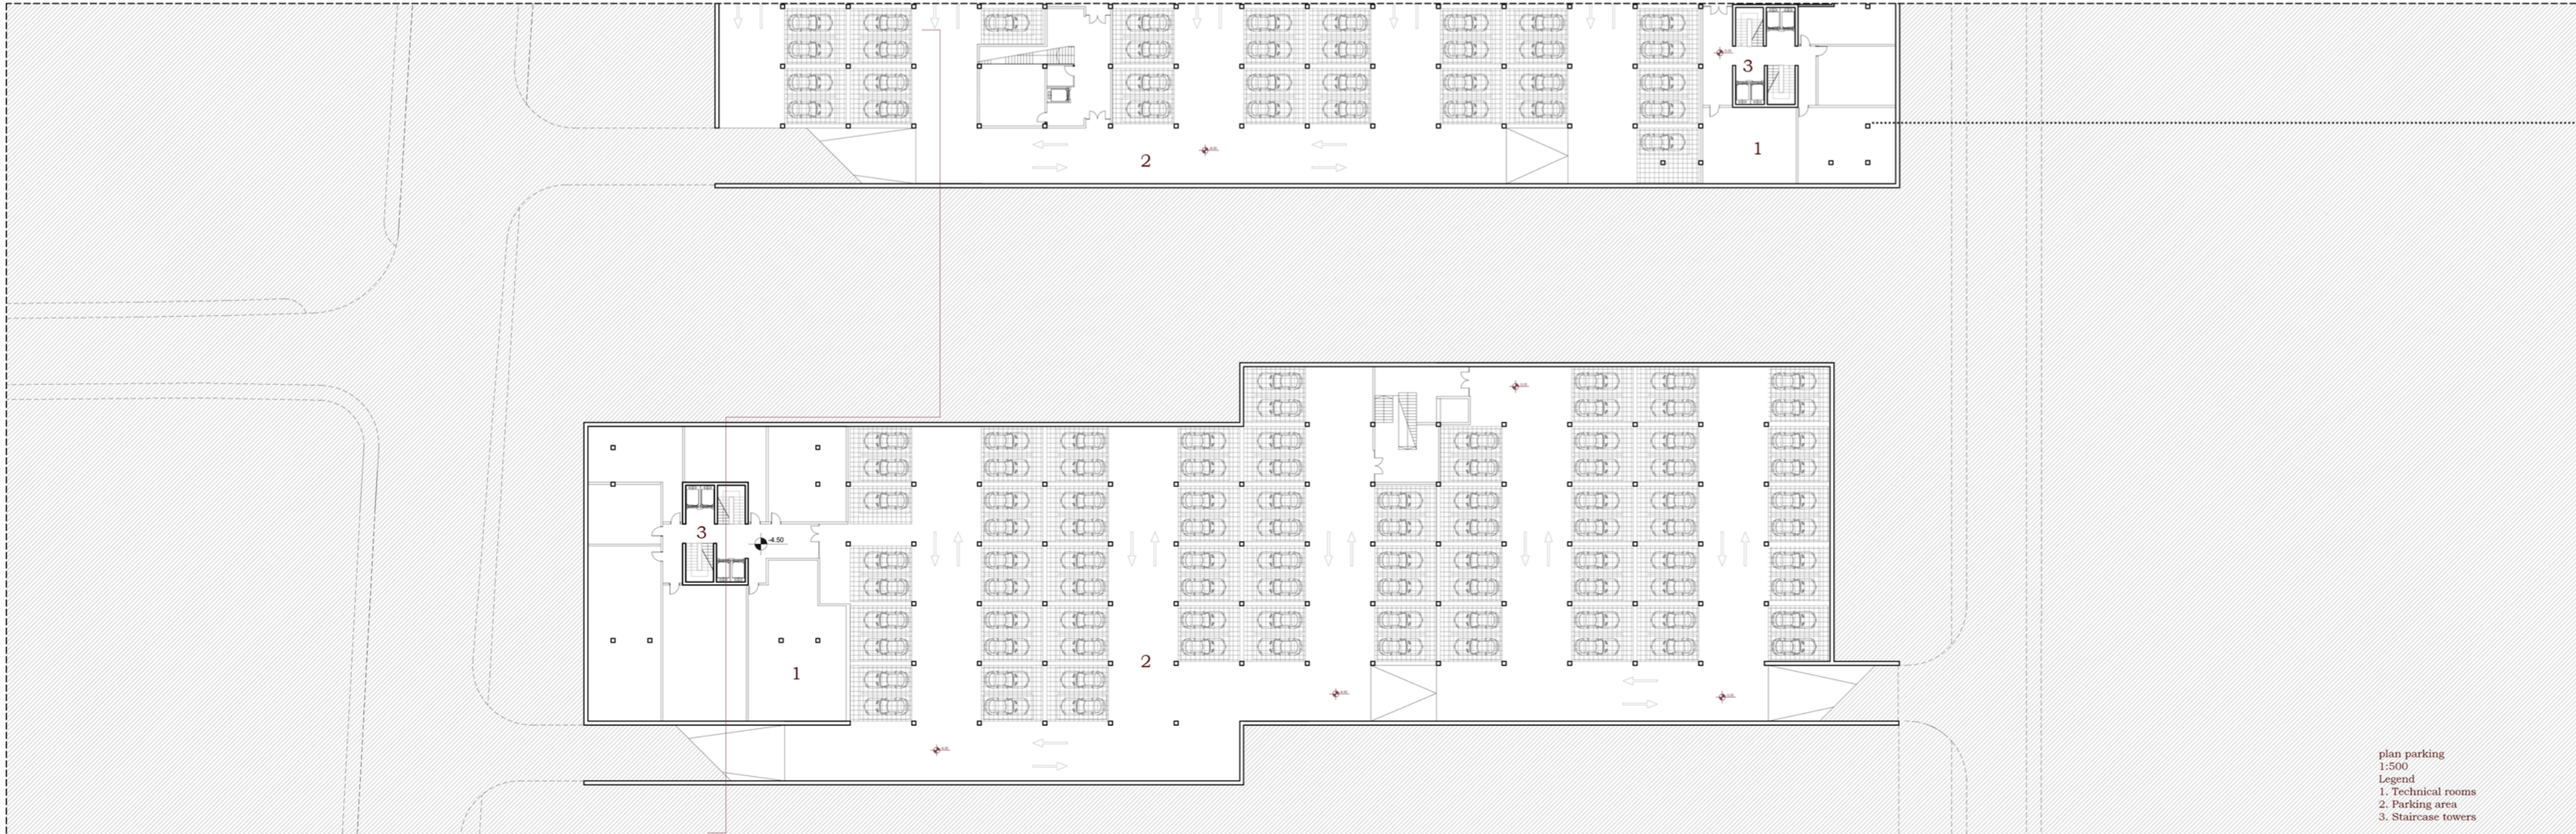 3
1
2
3
-4.50
1
2
plan parking
1:500
Legend
1. Technical rooms
2. Parking area
3. Staircase towers